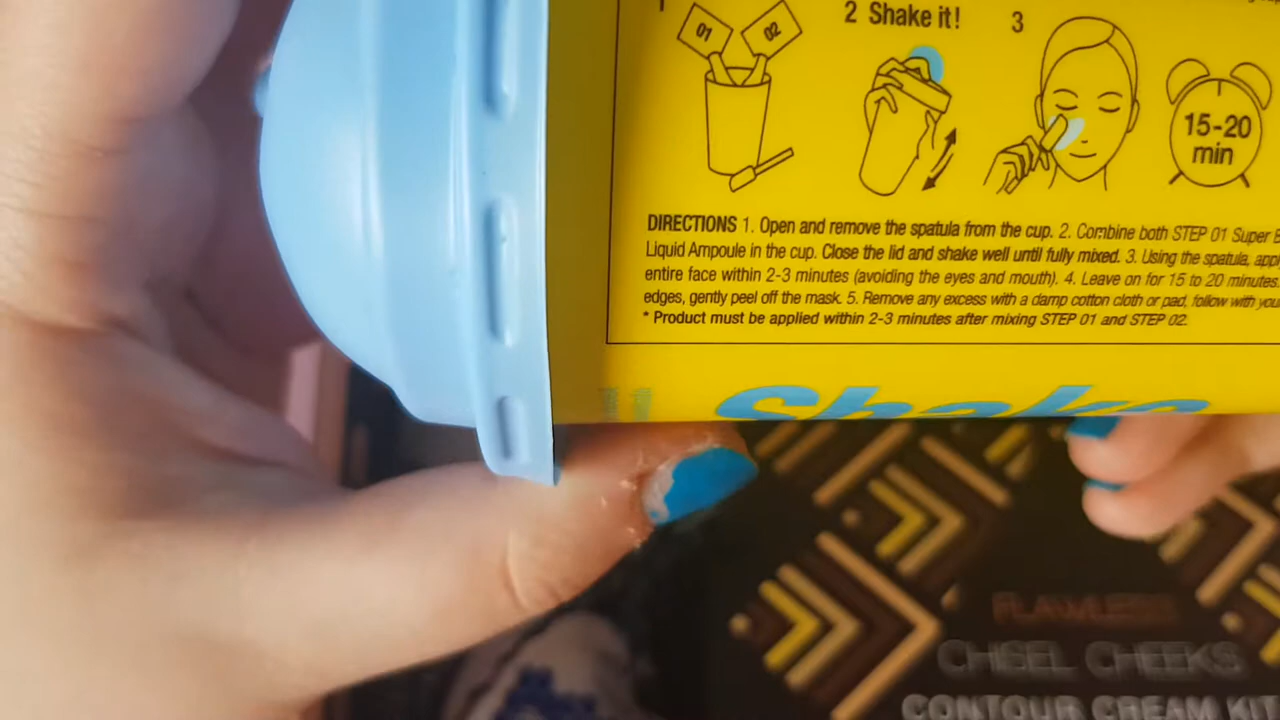 1
2 Shake it!
3
01
02
15-20
min
DIRECTIONS 1. Open and remove the spatula from the cup. 2. Combine both STEP 01 Super
Liquid Ampoule in the cup. Close the lid and shake well until fully mixed. 3. Using the spatula,
entire face within 2-3 minutes (avoiding the eyes and mouth). 4. Leave on for 15 to 20 minutes.
edges, gently peel off the mask. 5. Remove any excess with a damp cotton cloth or pad, follow with
* Product must be applied within 2-3 minutes after mixing STEP 01 and STEP 02.
Shake
FLAWLESS
CHISEL CHEEKS
CONTOUR CREAM KIT